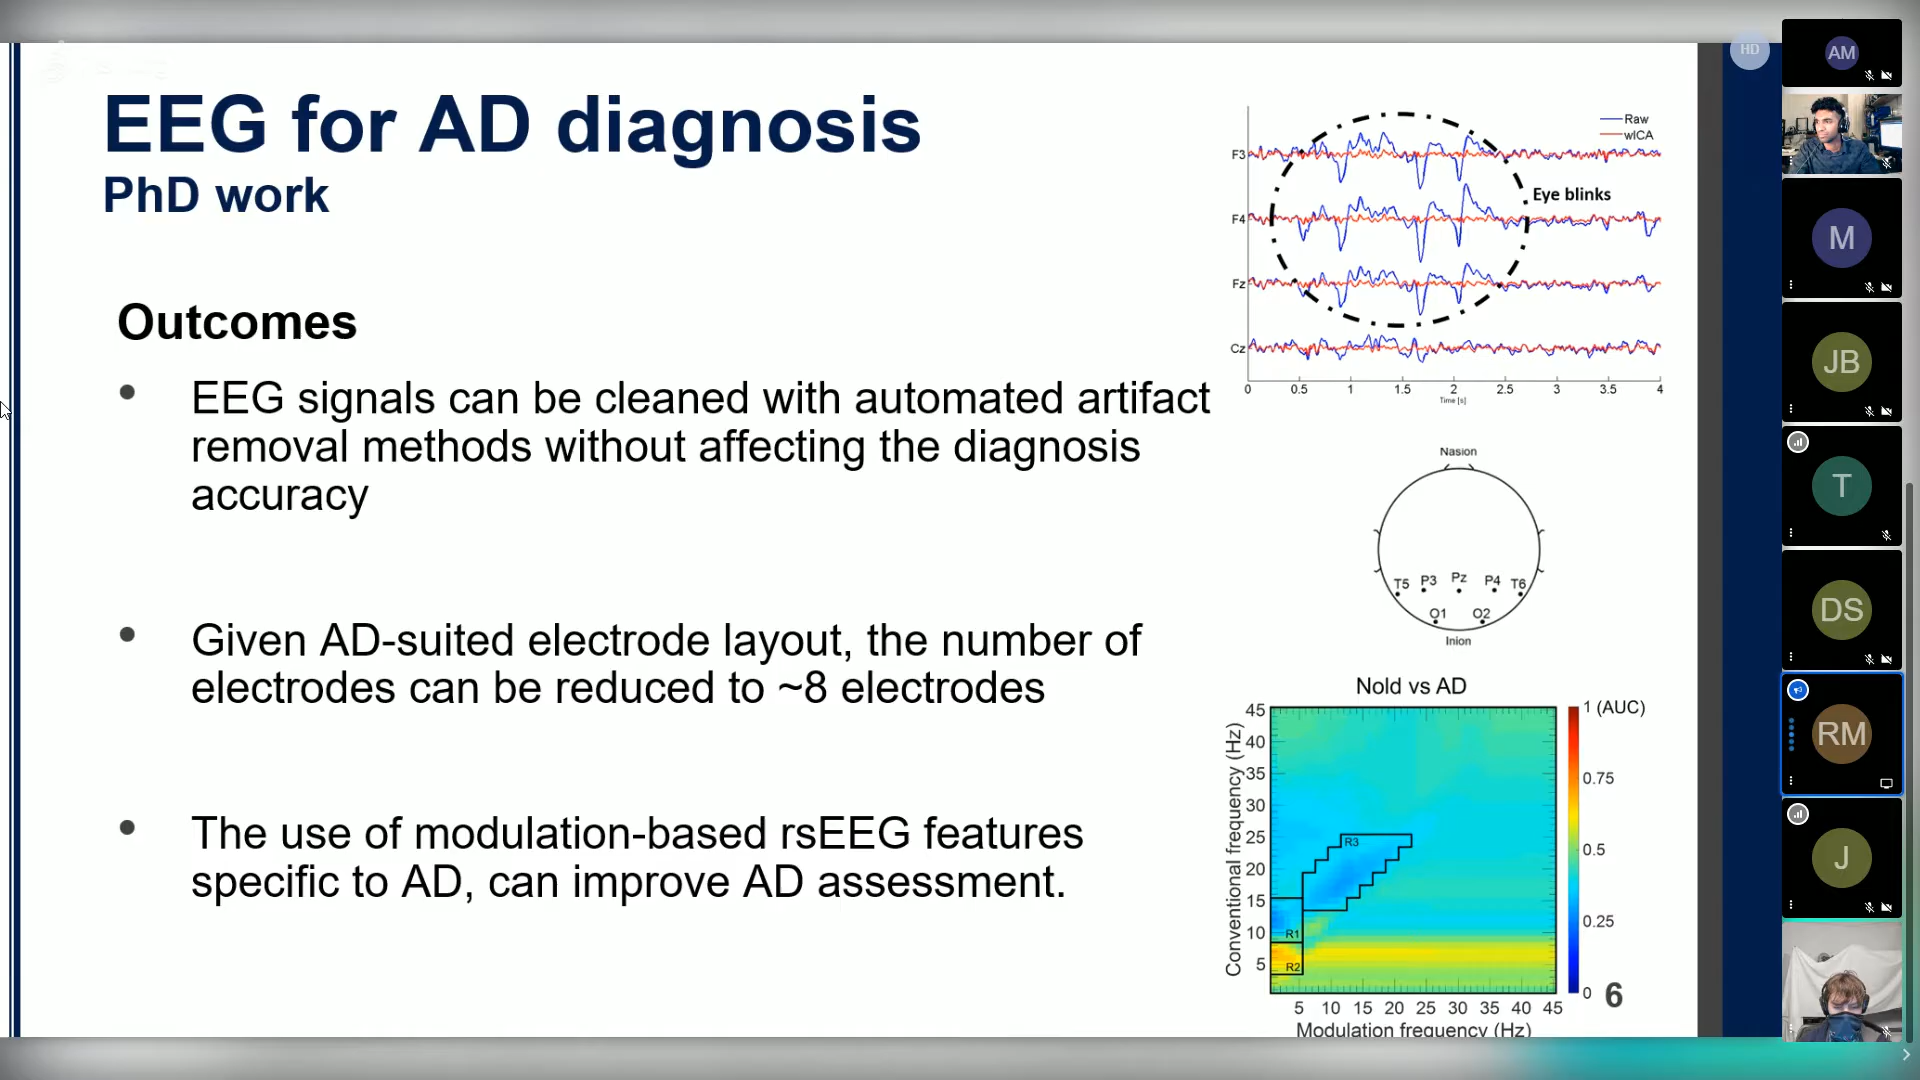 EEG for AD diagnosis
PhD work
Outcomes
EEG signals can be cleaned with automated artifact
removal methods without affecting the diagnosis
accuracy
Given AD-suited electrode layout, the number of
electrodes can be reduced to ~8 electrodes
The use of modulation-based rsEEG features
specific to AD, can improve AD assessment.
Raw
wICA
F3
Eye blinks
F4
Fz
Cz
0 0.5 1 1.5 2 2.5 3 3.5 4
Time [s]
Nasion
T5 P3 Pz P4 T6
O1 O2
Inion
Nold vs AD
Conventional frequency (Hz)
45
40
35
30
25
20
15
10
5
R3
R1
R2
5 10 15 20 25 30 35 40 45
Modulation frequency (Hz)
1 (AUC)
0.75
0.5
0.25
0
6
HD
AM
M
JB
T
DS
RM
J